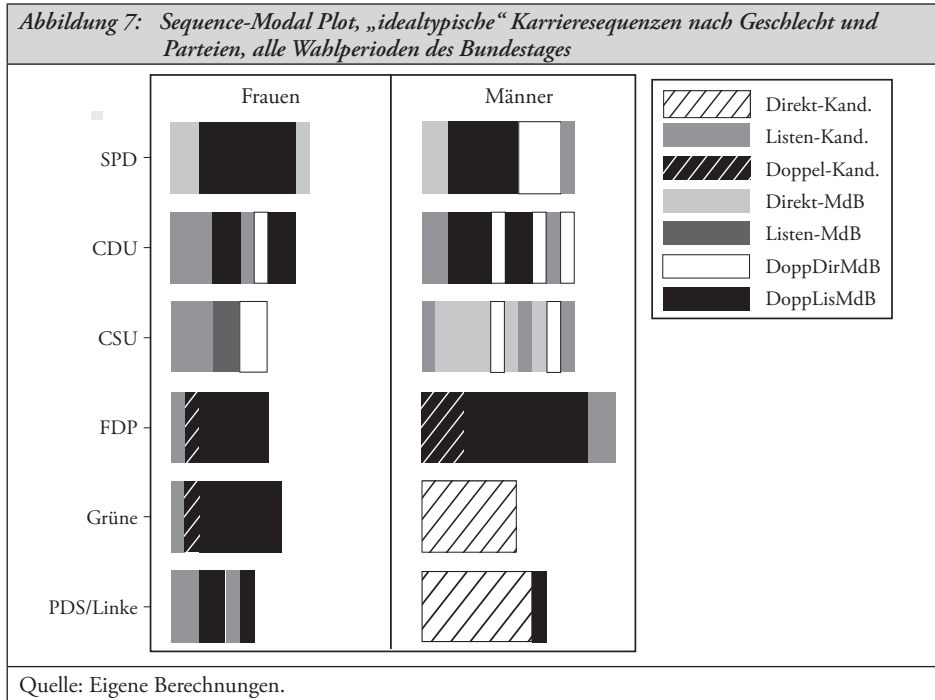 Abbildung 7: Sequence-Modal Plot, „idealtypische“ Karrieresequenzen nach Geschlecht und
Parteien, alle Wahlperioden des Bundestages
Frauen
Männer
SPD
CDU
CSU
FDP
Grüne
PDS/Linke
Direkt-Kand.
Listen-Kand.
Doppel-Kand.
Direkt-MdB
Listen-MdB
DoppDirMdB
DoppLisMdB
Quelle: Eigene Berechnungen.